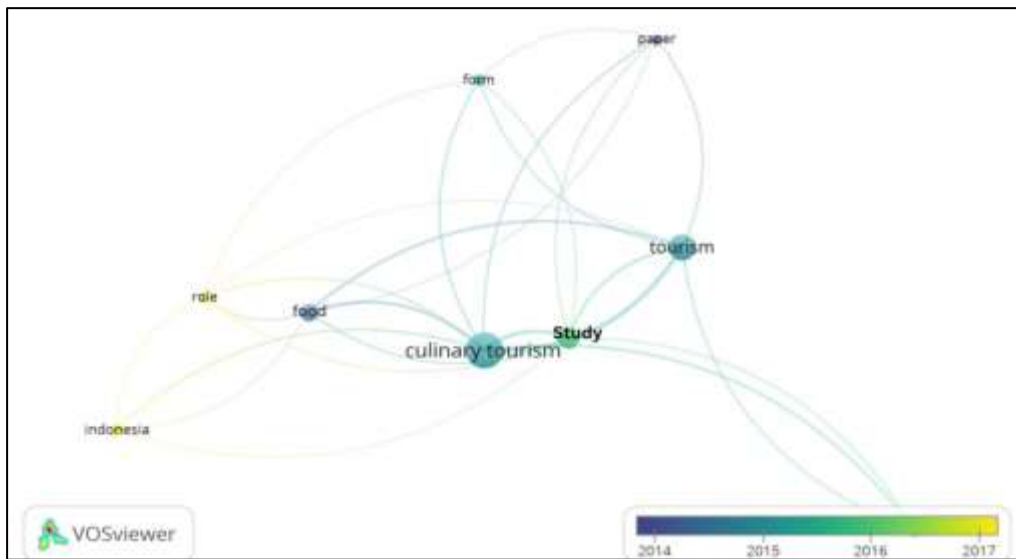 paper
form
tourism
role
food
Study
culinary tourism
indonesia
VOSviewer
2014 2015 2016 2017